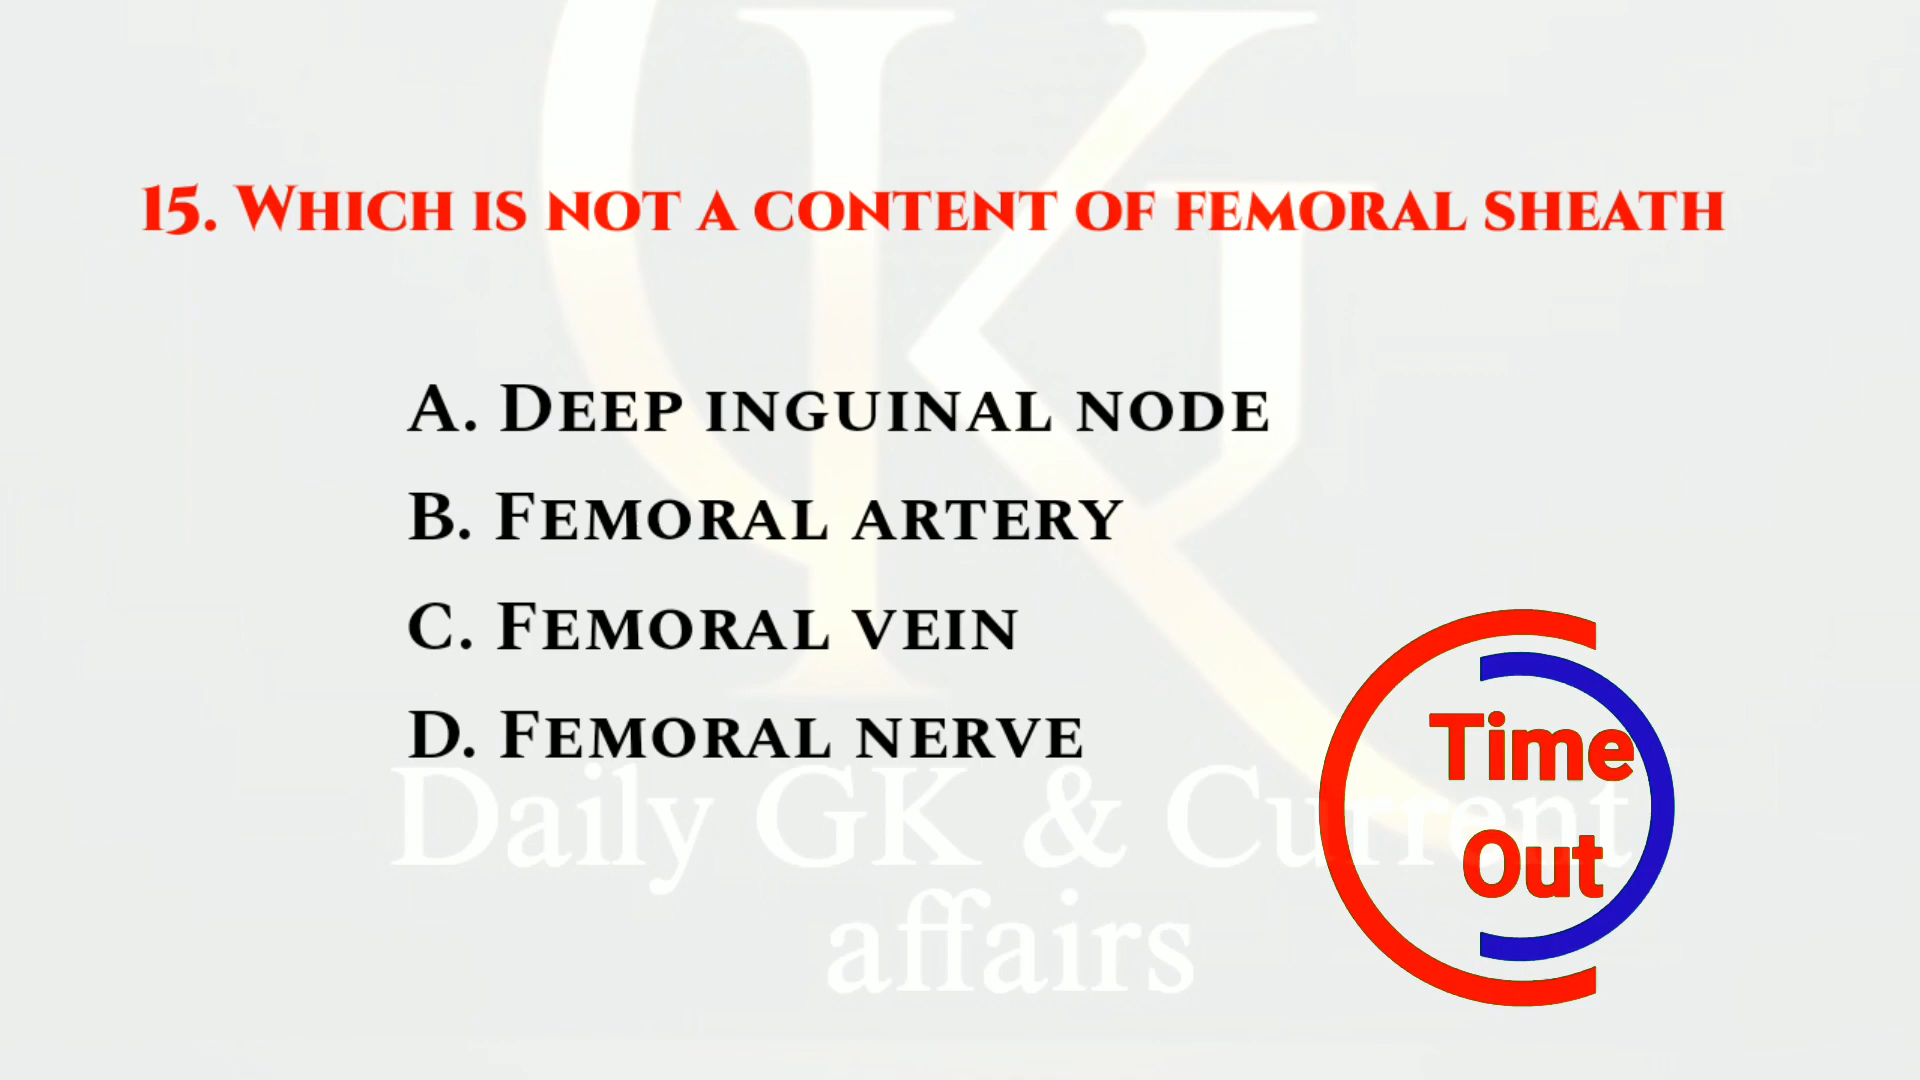 15. Which is not a content of femoral sheath
A. Deep inguinal node
B. Femoral artery
C. Femoral vein
D. Femoral nerve
Time
Out
Daily GK & Current
affairs